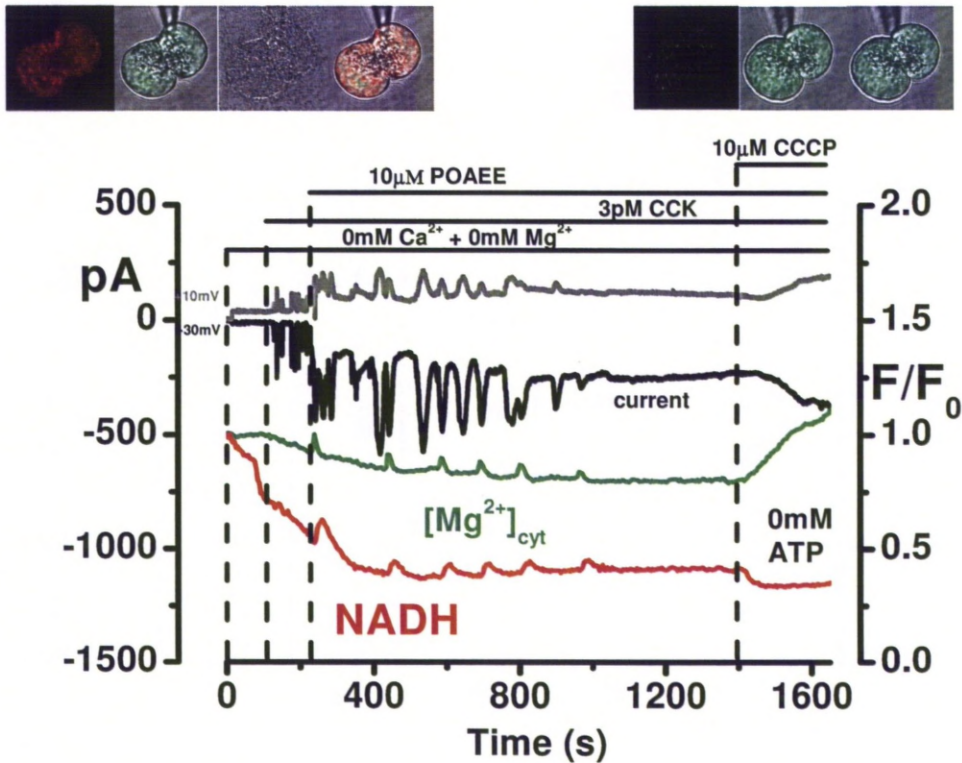 10μM CCCP
10μM POAEE
3pM CCK
0mM Ca²⁺ + 0mM Mg²⁺
500
0
-500
-1000
-1500
pA
-10mV
-30mV
current
[Mg²⁺]cyt
NADH
0mM
ATP
2.0
1.5
1.0
0.5
0.0
F/F₀
0
400
800
1200
1600
Time (s)